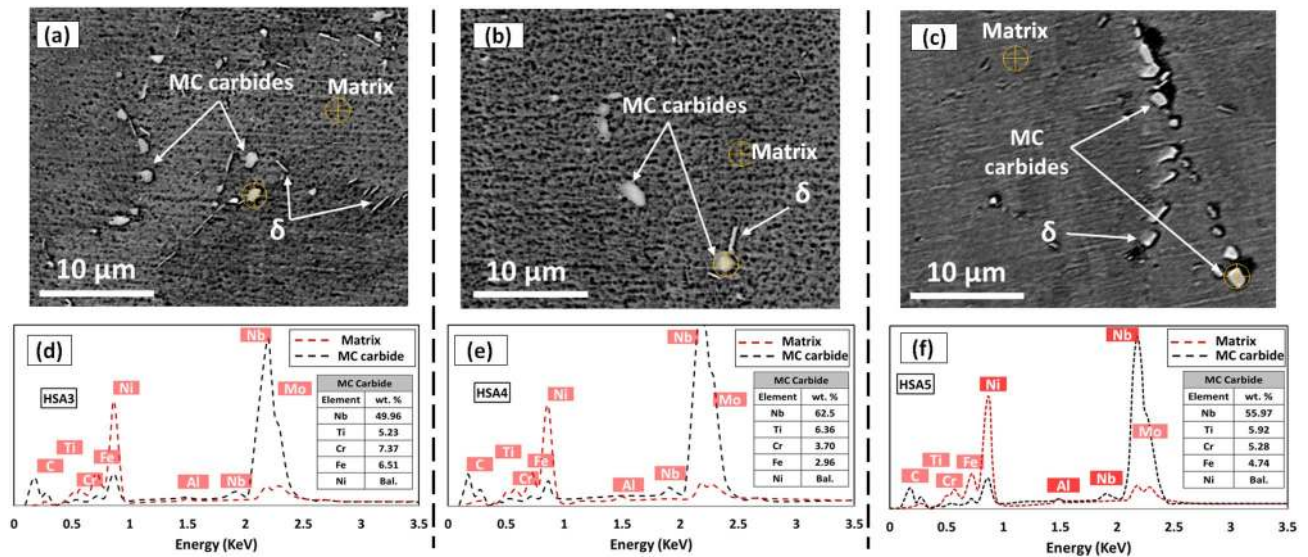 (a)
MC carbides
Matrix
δ
10 μm
(b)
MC carbides
Matrix
δ
10 μm
(c)
Matrix
MC
carbides
δ
10 μm
(d)
Nb
Matrix
MC carbide
HSA3
Ni
Mo
Ti
Fe
C
Cr
Al
Nb
MC Carbide
Element wt. %
Nb 49.96
Ti 5.23
Cr 7.37
Fe 6.51
Ni Bal.
0 0.5 1 1.5 2 2.5 3 3.5
Energy (KeV)
(e)
Nb
Matrix
MC carbide
HSA4
Ni
Mo
Ti
Fe
C
Cr
Al
Nb
MC Carbide
Element wt. %
Nb 62.5
Ti 6.36
Cr 3.70
Fe 2.96
Ni Bal.
0 0.5 1 1.5 2 2.5 3 3.5
Energy (KeV)
(f)
Nb
Matrix
MC carbide
HSA5
Ni
Mo
Ti
Fe
C
Cr
Al
Nb
MC Carbide
Element wt. %
Nb 55.97
Ti 5.92
Cr 5.28
Fe 4.74
Ni Bal.
0 0.5 1 1.5 2 2.5 3 3.5
Energy (KeV)